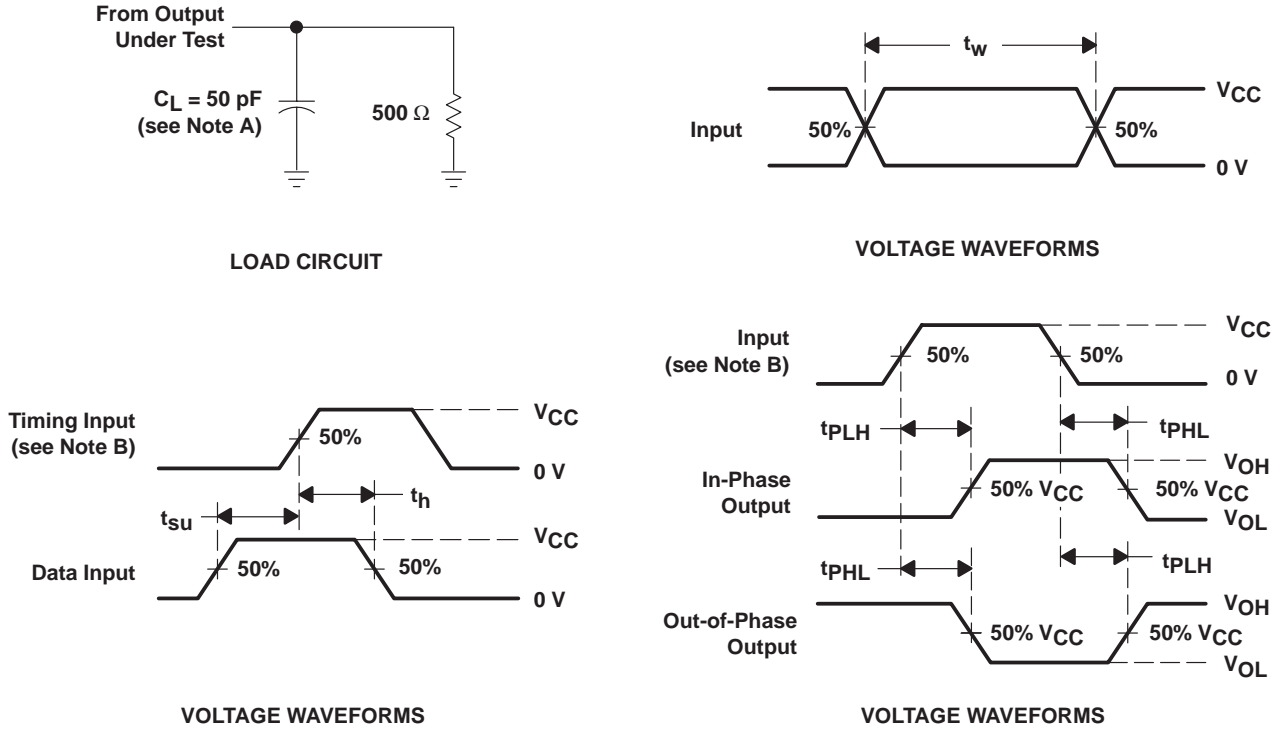 From Output
Under Test
C_L = 50 pF
(see Note A)
500 Ω
LOAD CIRCUIT
t_w
Input
50%
50%
V_CC
0 V
VOLTAGE WAVEFORMS
Timing Input
(see Note B)
50%
V_CC
0 V
t_h
t_su
Data Input
50%
50%
V_CC
0 V
VOLTAGE WAVEFORMS
Input
(see Note B)
50%
50%
V_CC
0 V
t_PLH
t_PHL
In-Phase
Output
50% V_CC
50% V_CC
V_OH
V_OL
t_PHL
t_PLH
Out-of-Phase
Output
50% V_CC
50% V_CC
V_OH
V_OL
VOLTAGE WAVEFORMS